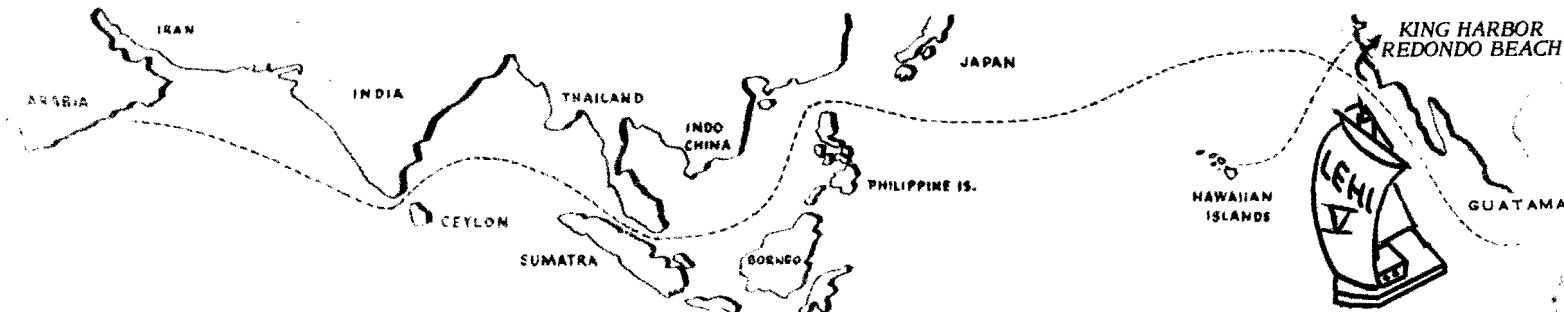 IRAN
KING HARBOR
REDONDO BEACH
JAPAN
ARABIA
INDIA
THAILAND
INDO
CHINA
PHILIPPINE IS.
LEHI
V
HAWAIIAN
ISLANDS
GUATAMA
CEYLON
SUMATRA
BORNEO